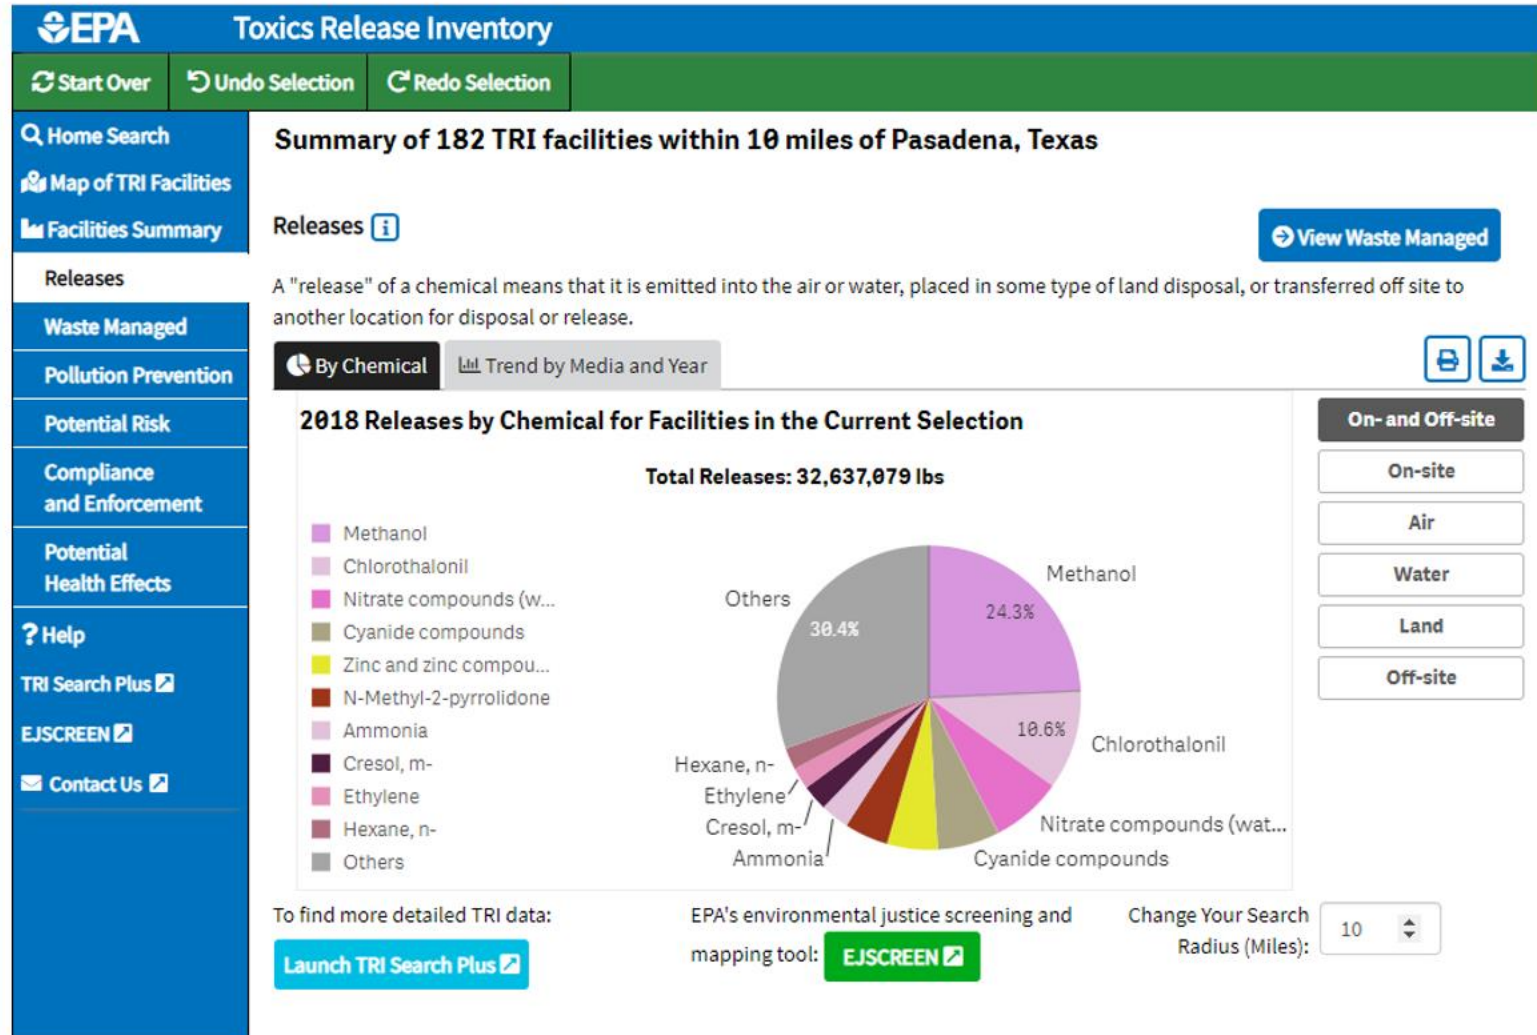 EPA Toxics Release Inventory
Start Over Undo Selection Redo Selection
Home Search
Map of TRI Facilities
Facilities Summary
Releases
Waste Managed
Pollution Prevention
Potential Risk
Compliance
and Enforcement
Potential
Health Effects
? Help
TRI Search Plus
EJSCREEN
Contact Us
Summary of 182 TRI facilities within 10 miles of Pasadena, Texas
Releases i
View Waste Managed
A "release" of a chemical means that it is emitted into the air or water, placed in some type of land disposal, or transferred off site to
another location for disposal or release.
By Chemical Trend by Media and Year
2018 Releases by Chemical for Facilities in the Current Selection
Total Releases: 32,637,079 lbs
Methanol
Chlorothalonil
Nitrate compounds (w...
Cyanide compounds
Zinc and zinc compou...
N-Methyl-2-pyrrolidone
Ammonia
Cresol, m-
Ethylene
Hexane, n-
Others
Methanol
24.3%
Others
30.4%
10.6%
Chlorothalonil
Hexane, n-
Ethylene
Cresol, m-
Ammonia
Nitrate compounds (wat...
Cyanide compounds
On- and Off-site
On-site
Air
Water
Land
Off-site
To find more detailed TRI data:
Launch TRI Search Plus
EPA's environmental justice screening and
mapping tool: EJSCREEN
Change Your Search
Radius (Miles):
10